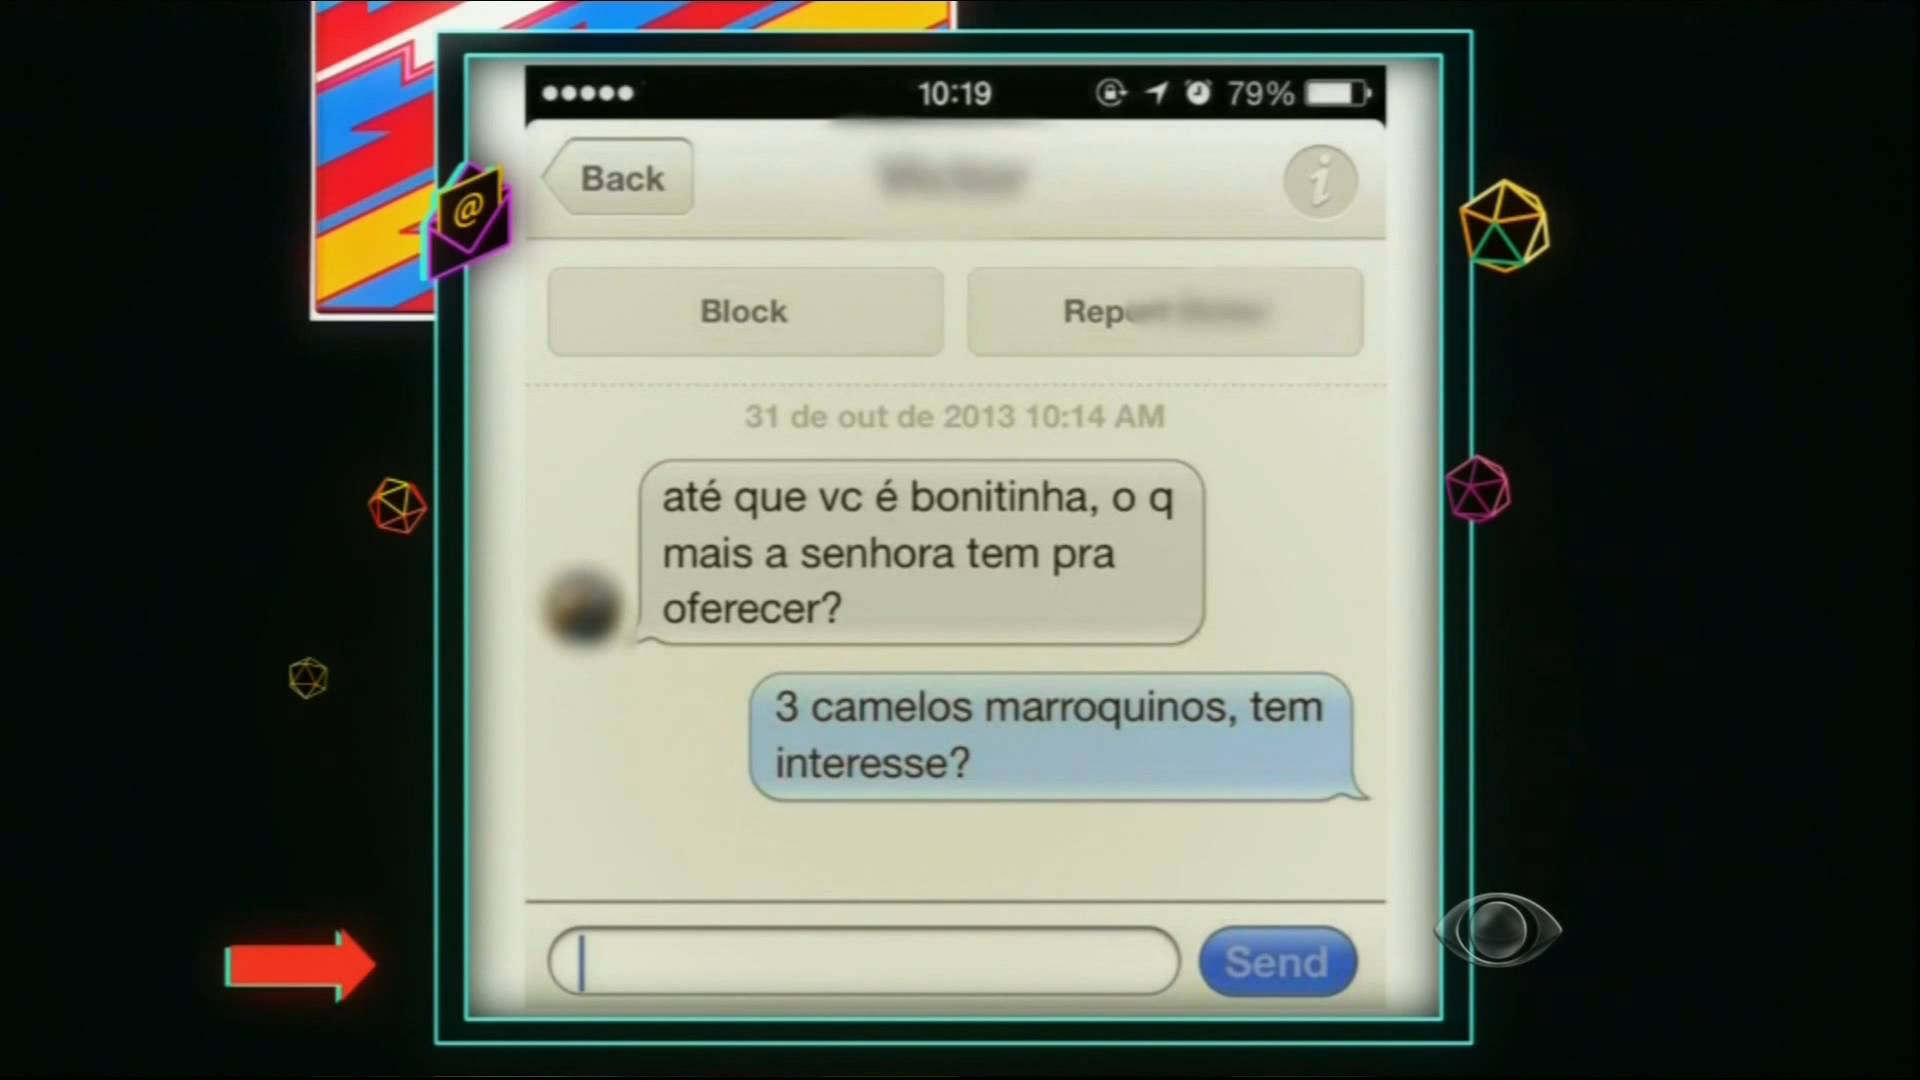 10:19
79%
Back
Block
Report
31 de out de 2013 10:14 AM
até que vc é bonitinha, o q
mais a senhora tem pra
oferecer?
3 camelos marroquinos, tem
interesse?
Send
@